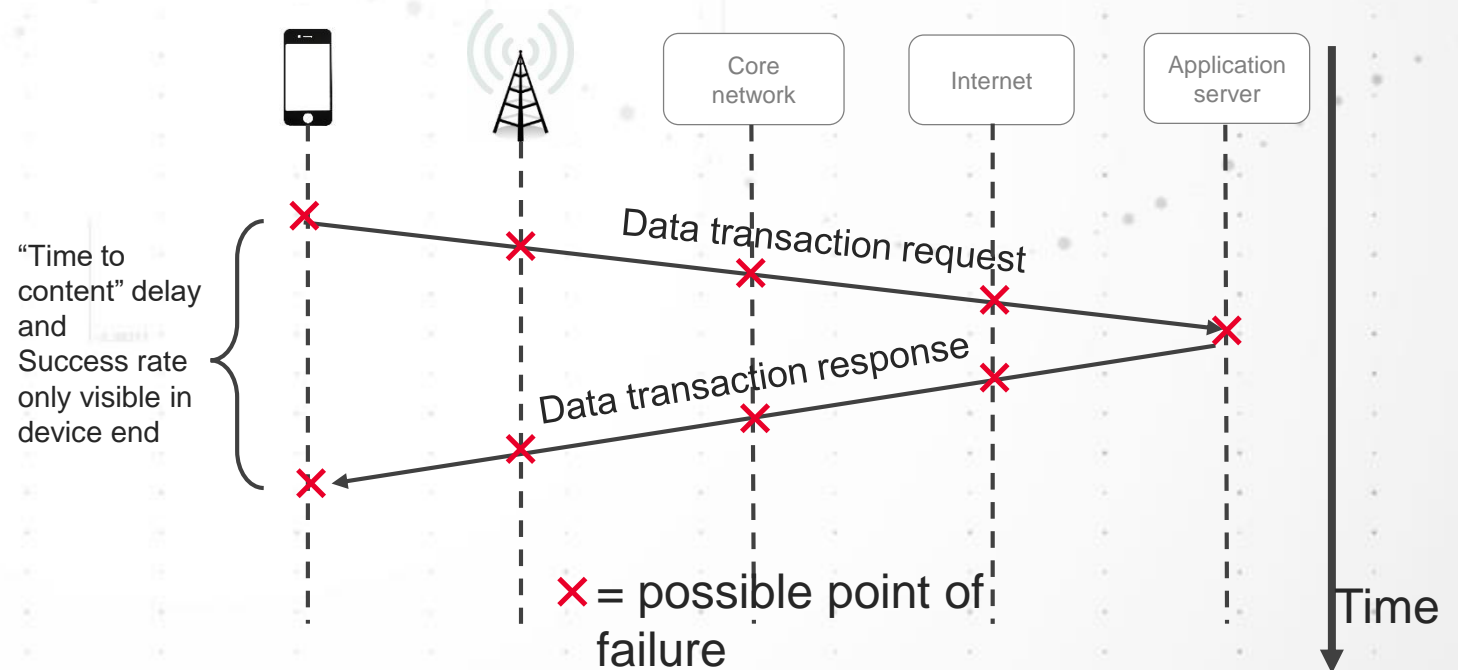 Core
network
Internet
Application
server
Data transaction request
“Time to
content” delay
and
Success rate
only visible in
device end
Data transaction response
= possible point of
failure
Time